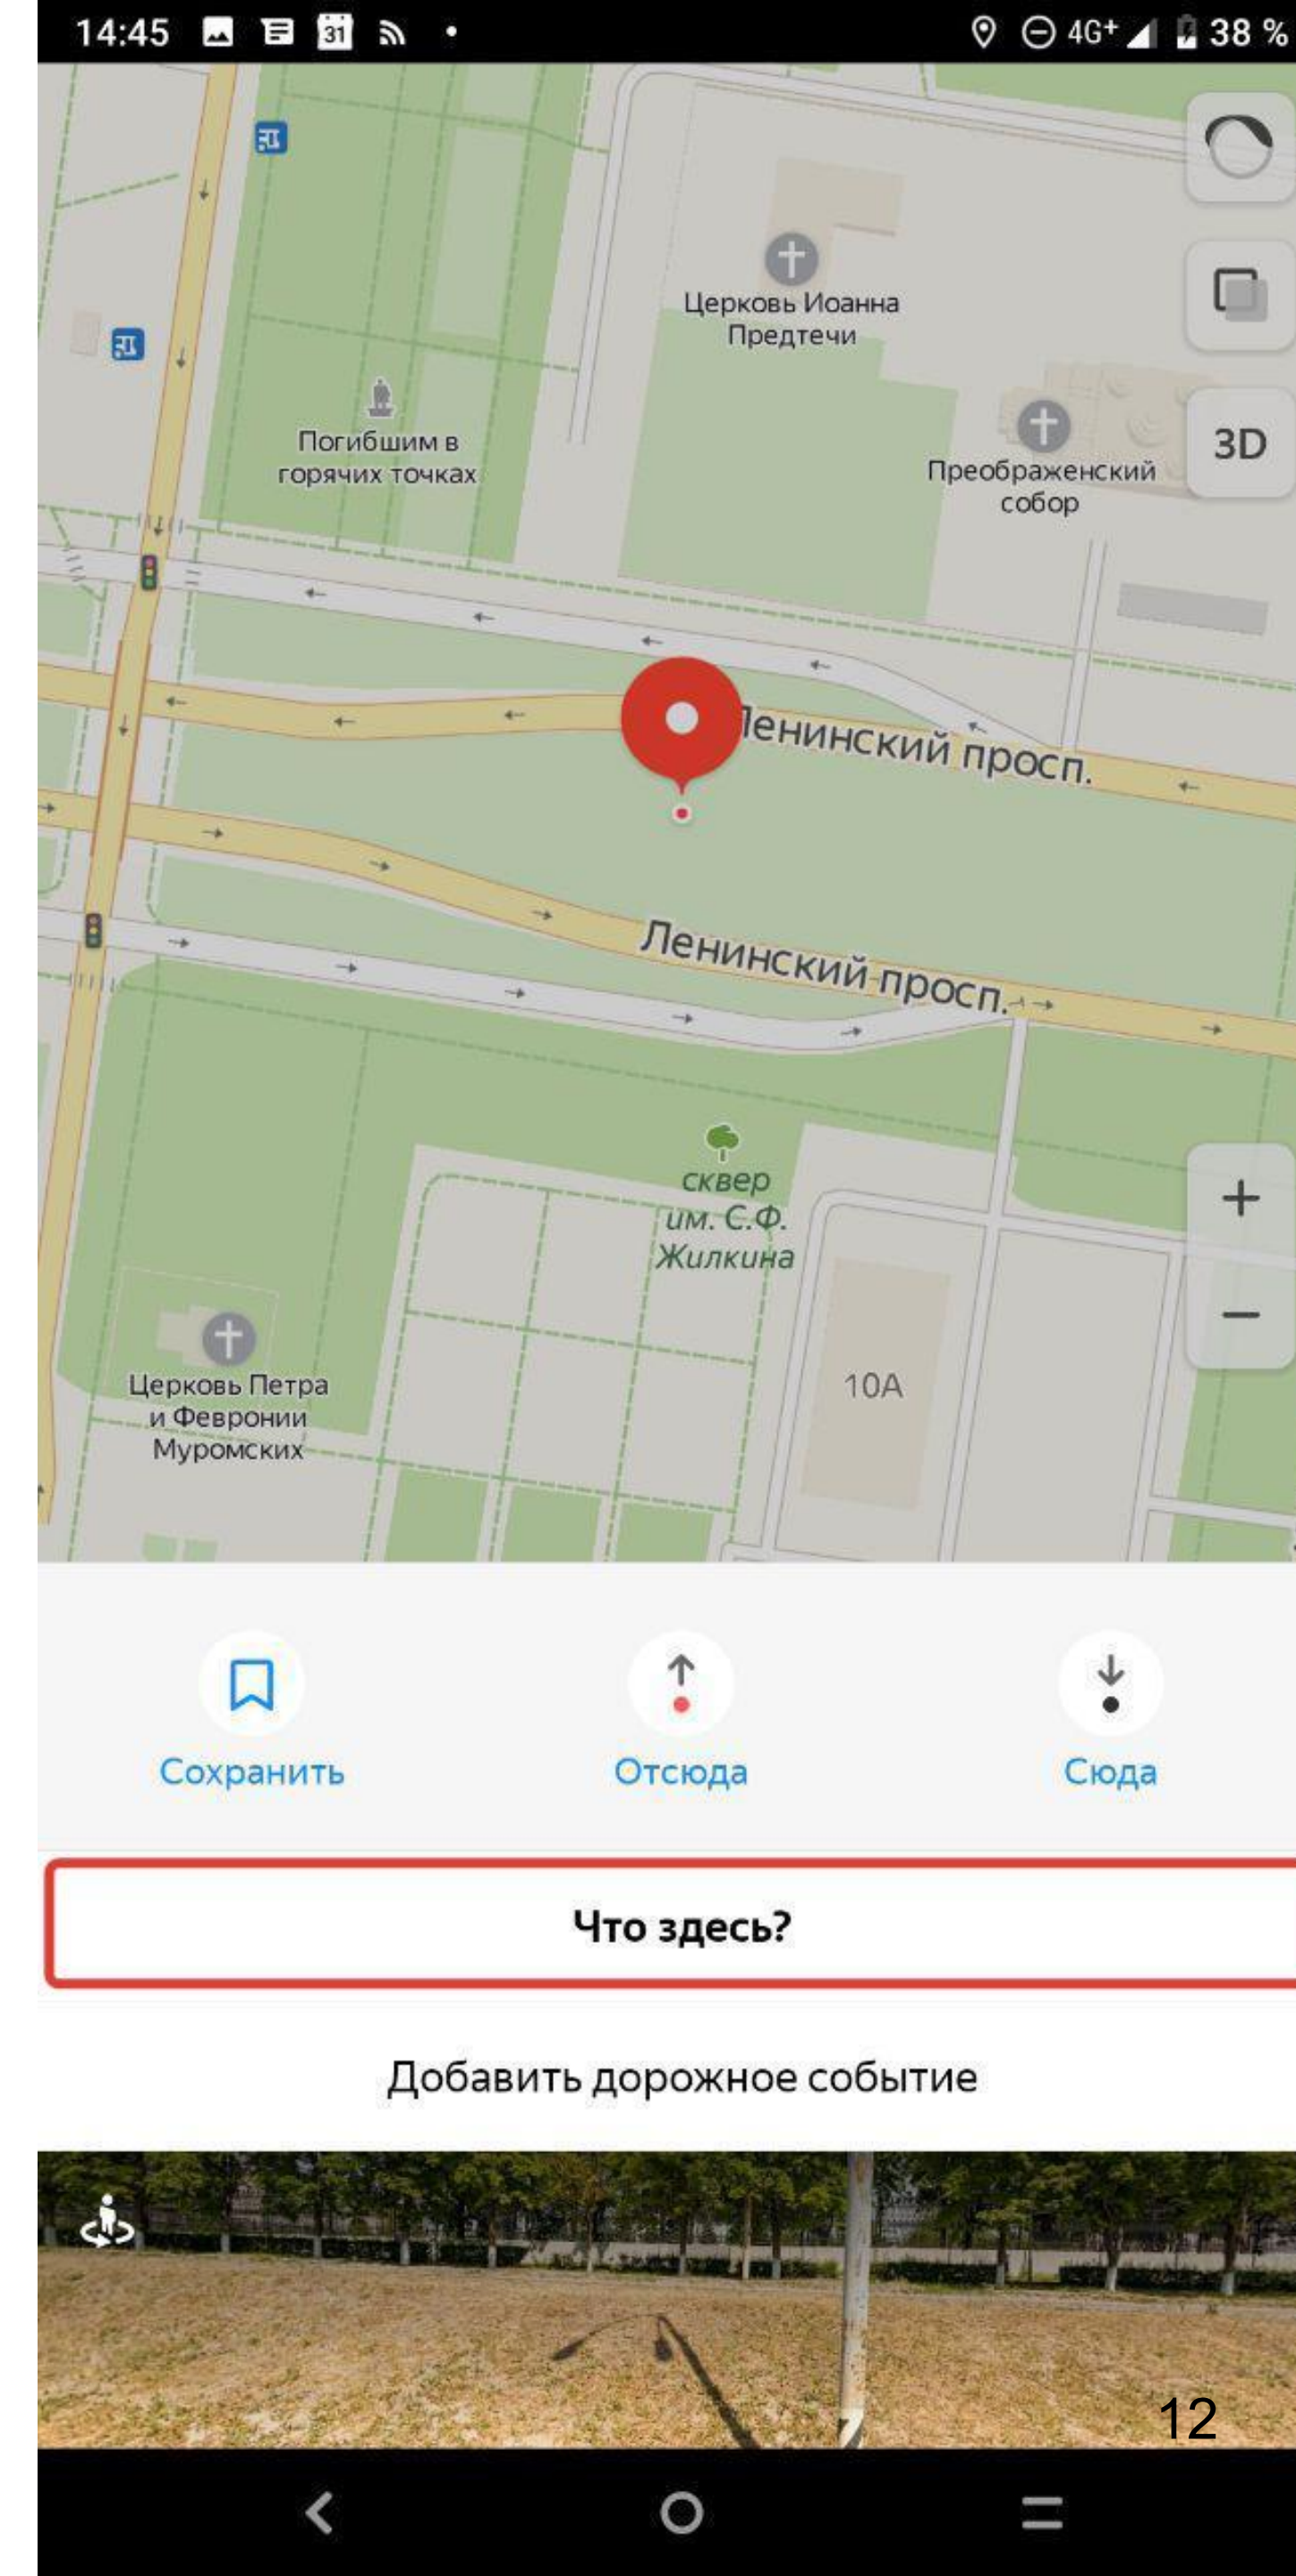 14:45
31
4G+
38 %
Церковь Иоанна
Предтечи
Погибшим в
горячих точках
Преображенский
собор
3D
Ленинский просп.
Ленинский просп.
сквер
им. С.Ф.
Жилкина
10А
Церковь Петра
и Февронии
Муромских
Сохранить
Отсюда
Сюда
Что здесь?
Добавить дорожное событие
12